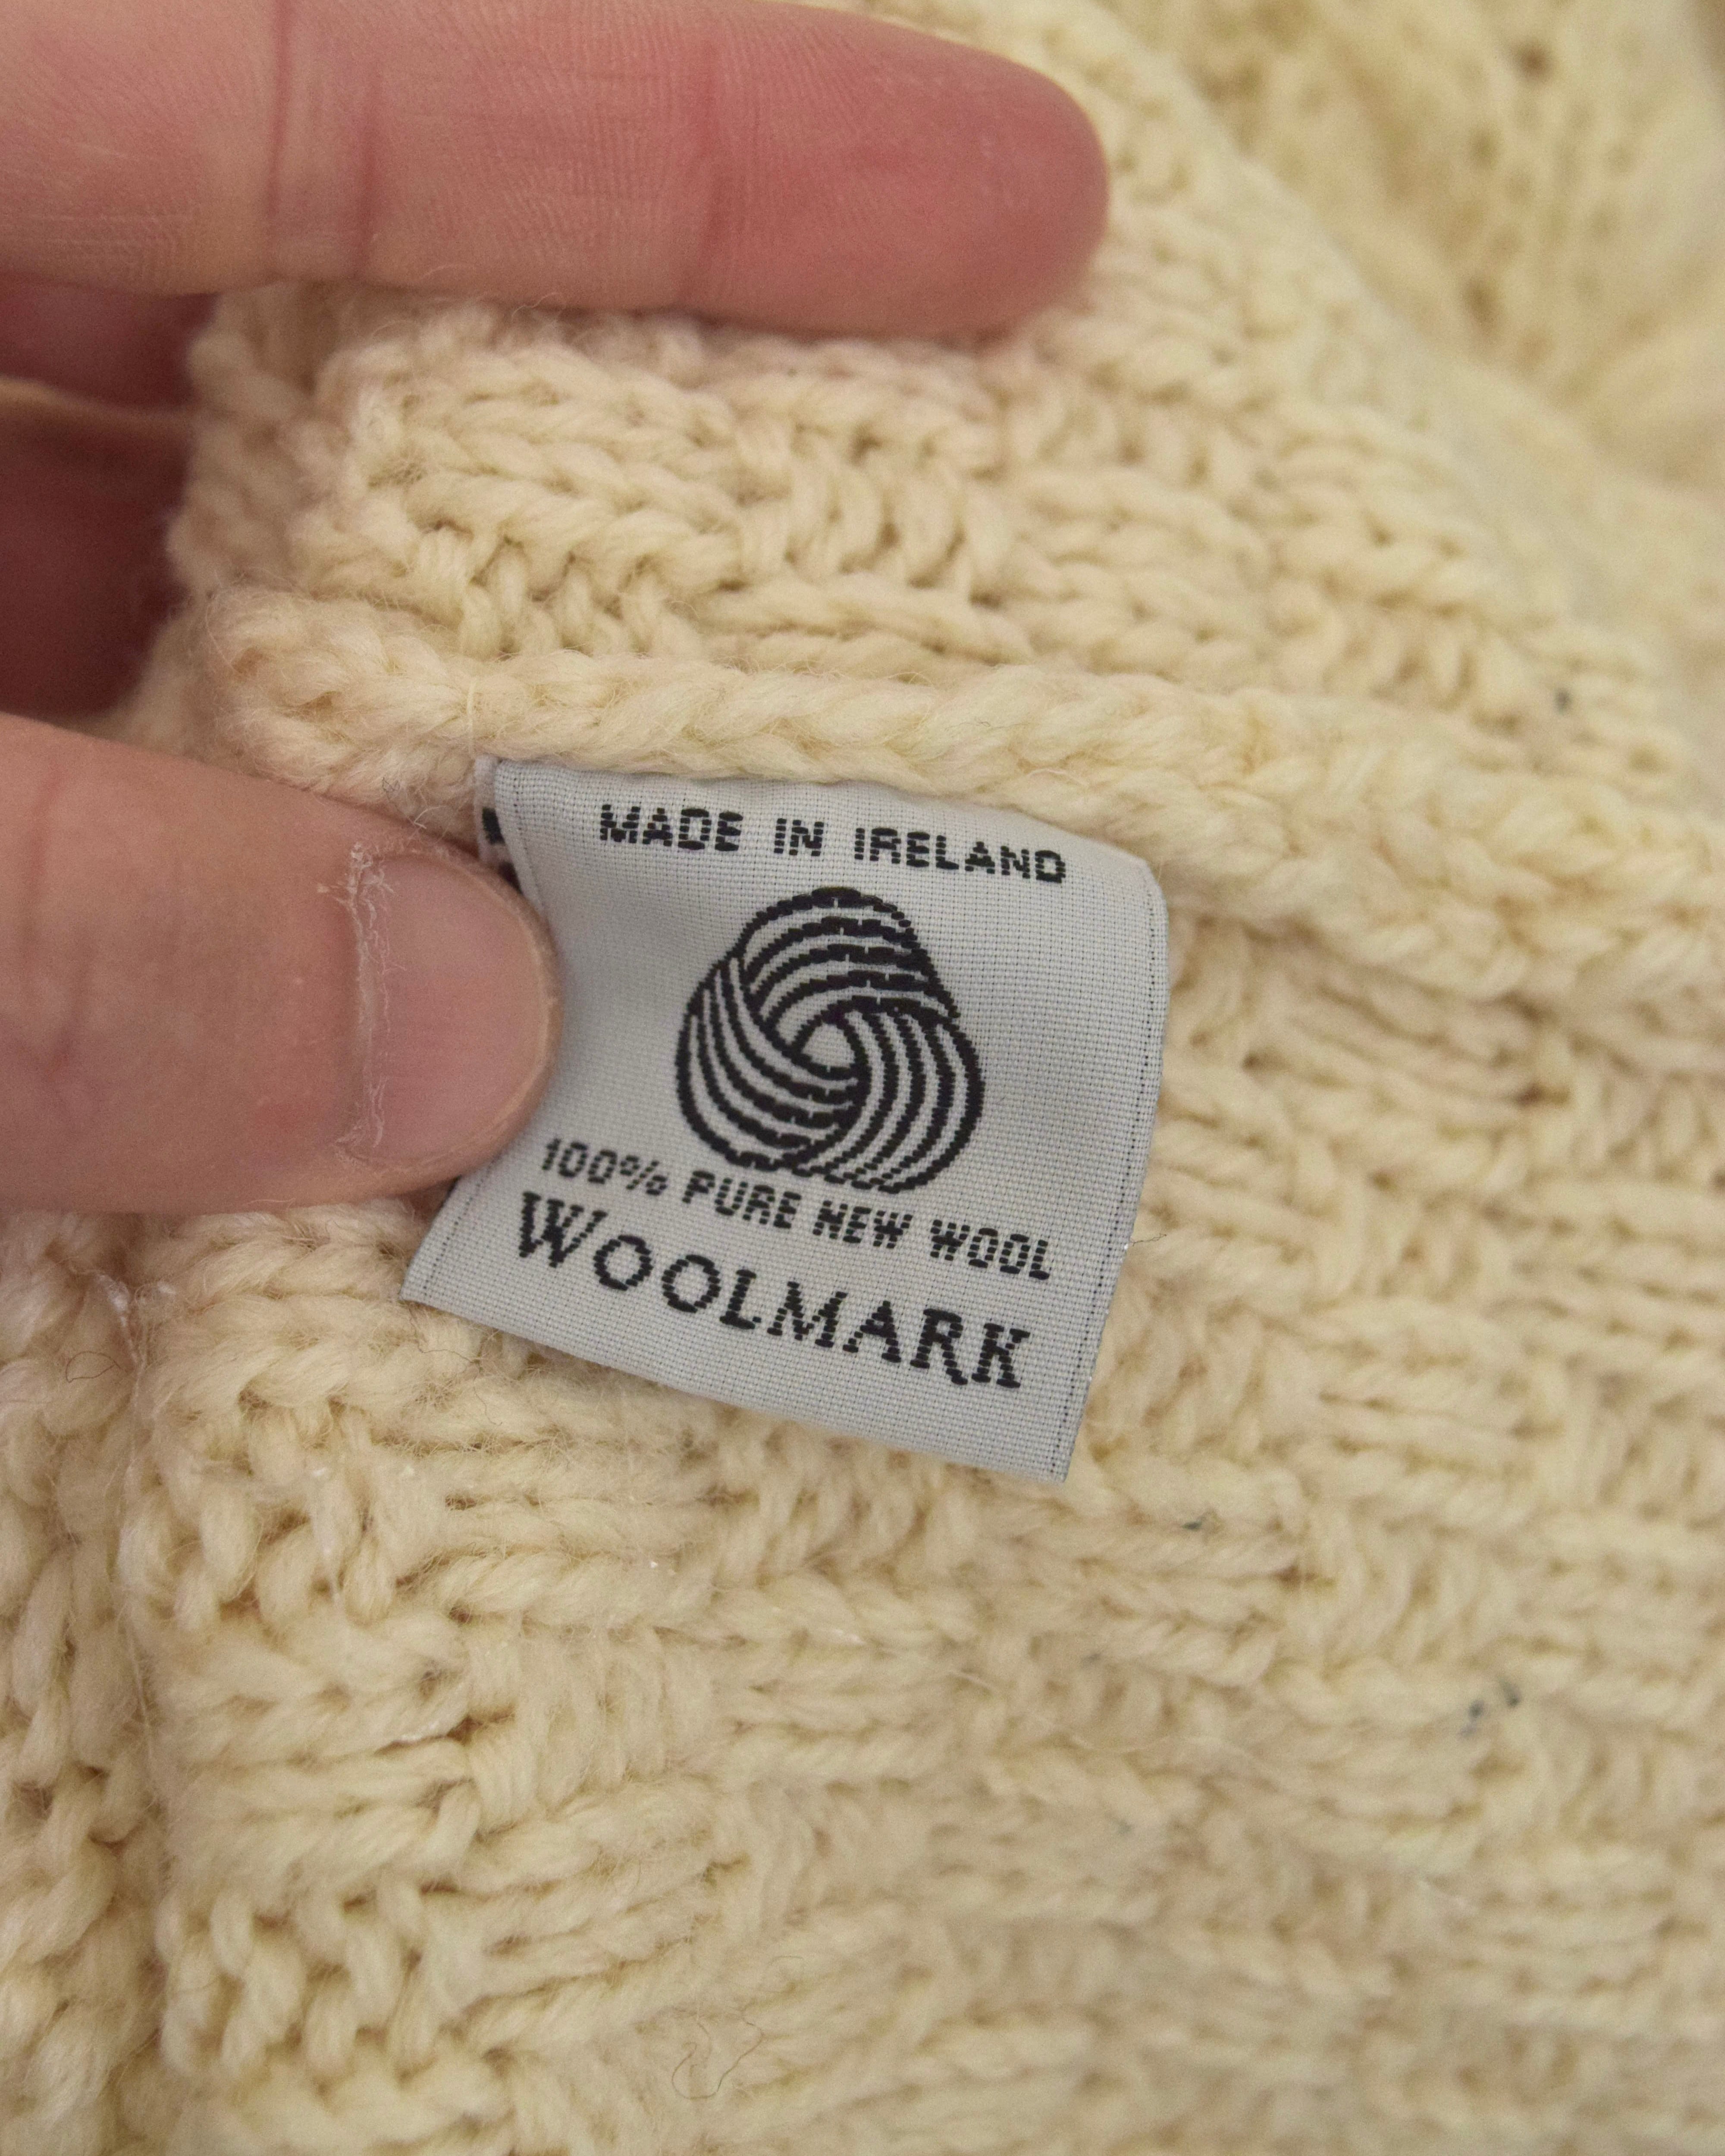 MADE IN IRELAND
100% PURE NEW WOOL
WOOLMARK